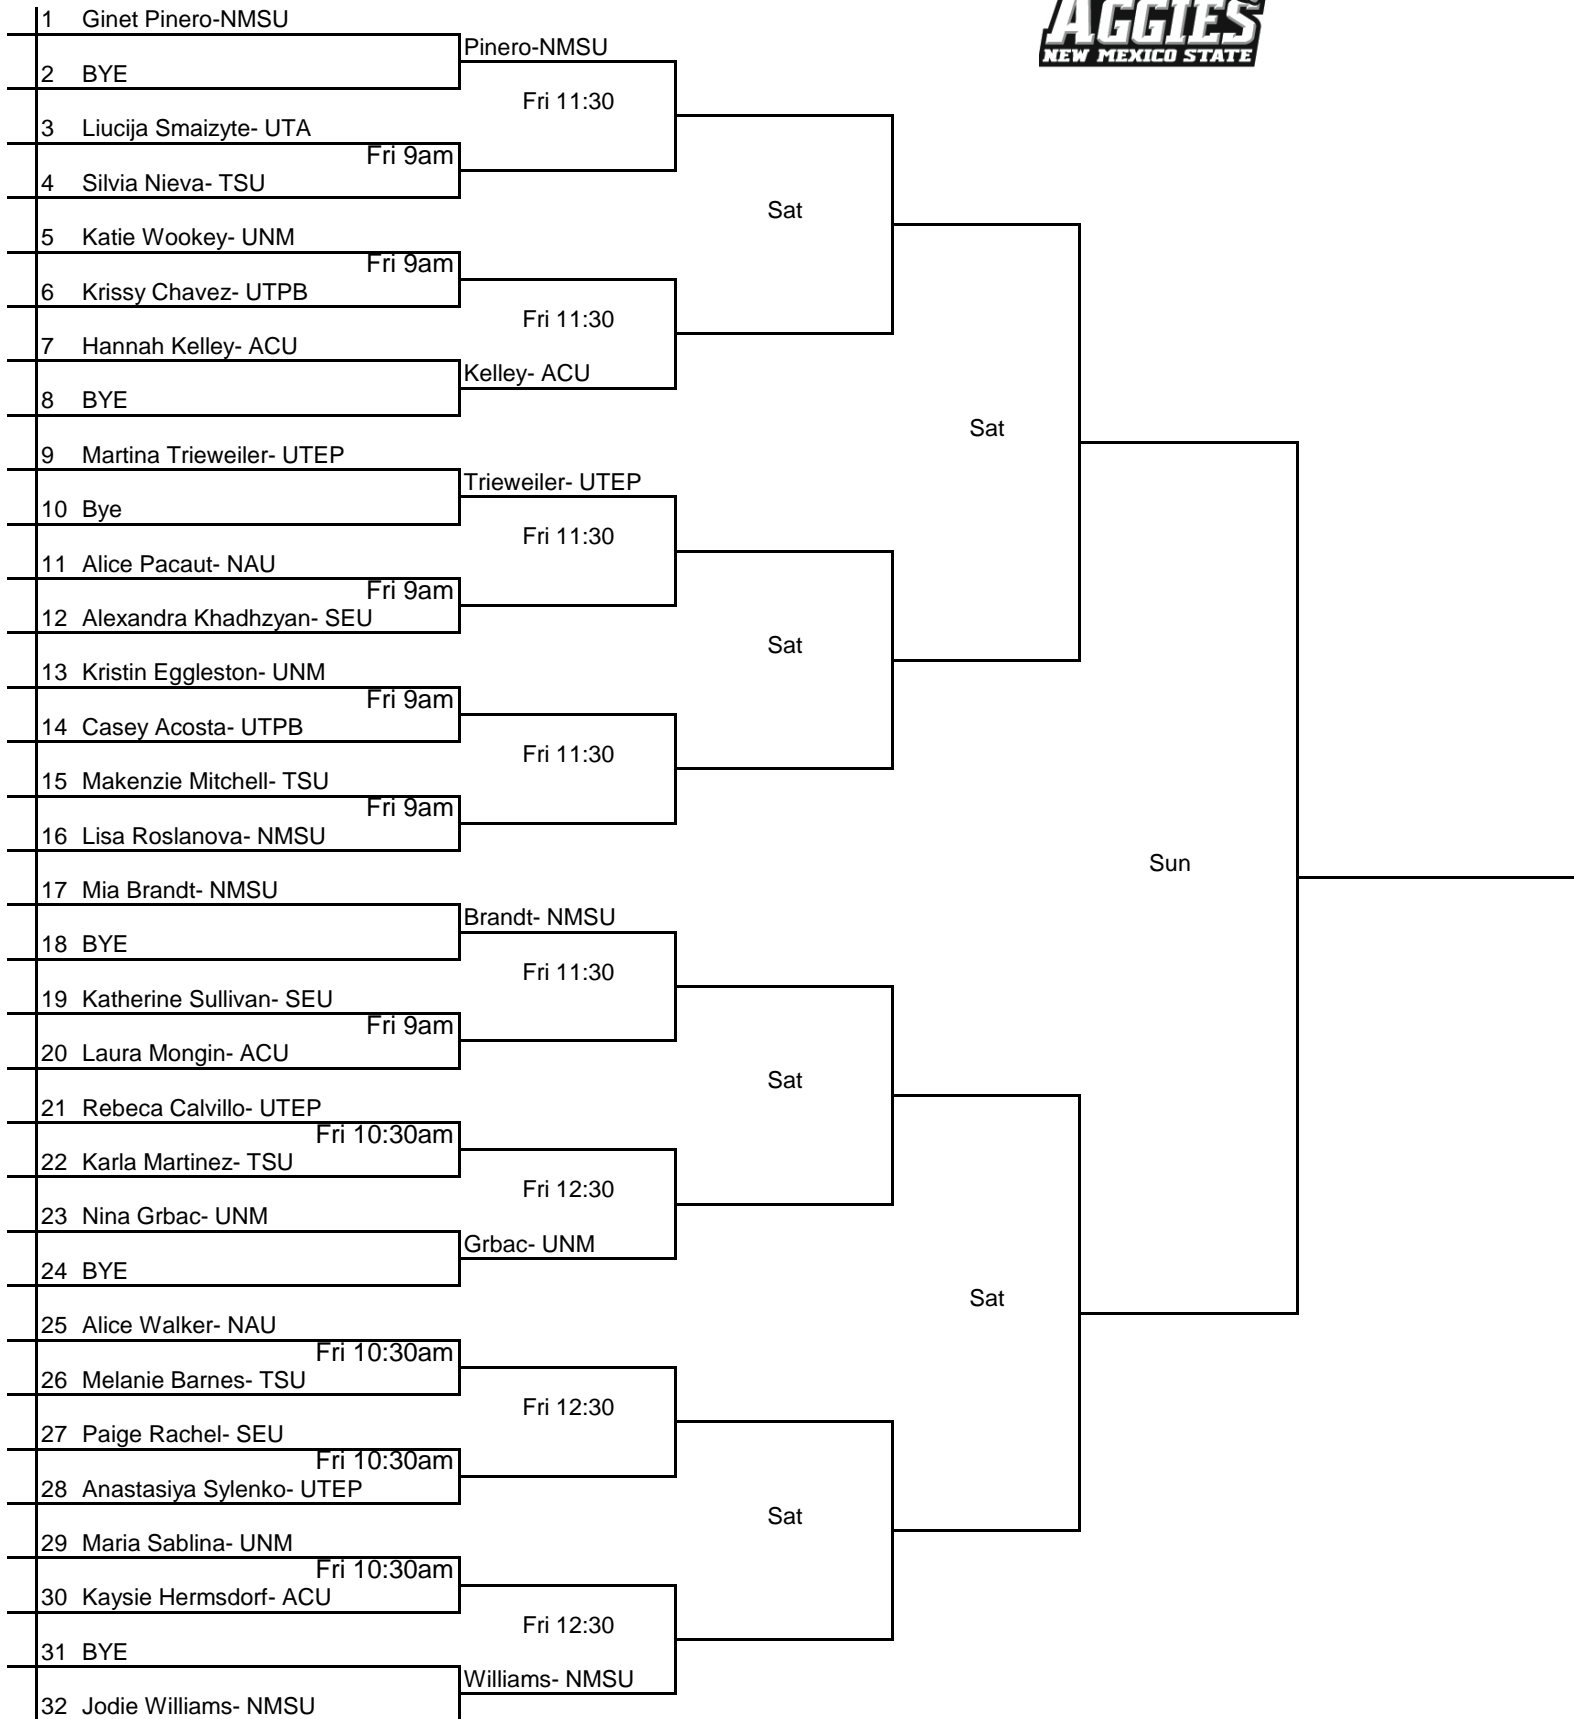 AGGIES
NEW MEXICO STATE
1 Ginet Pinero-NMSU
Pinero-NMSU
2 BYE
Fri 11:30
3 Liucija Smaizyte- UTA
Fri 9am
4 Silvia Nieva- TSU
Sat
5 Katie Wookey- UNM
Fri 9am
6 Krissy Chavez- UTPB
Fri 11:30
7 Hannah Kelley- ACU
Kelley- ACU
8 BYE
Sat
9 Martina Trieweiler- UTEP
Trieweiler- UTEP
10 Bye
Fri 11:30
11 Alice Pacaut- NAU
Fri 9am
12 Alexandra Khadhzyan- SEU
Sat
13 Kristin Eggleston- UNM
Fri 9am
14 Casey Acosta- UTPB
Fri 11:30
15 Makenzie Mitchell- TSU
Fri 9am
16 Lisa Roslanova- NMSU
Sun
17 Mia Brandt- NMSU
Brandt- NMSU
18 BYE
Fri 11:30
19 Katherine Sullivan- SEU
Fri 9am
20 Laura Mongin- ACU
Sat
21 Rebeca Calvillo- UTEP
Fri 10:30am
22 Karla Martinez- TSU
Fri 12:30
23 Nina Grbac- UNM
Grbac- UNM
24 BYE
Sat
25 Alice Walker- NAU
Fri 10:30am
26 Melanie Barnes- TSU
Fri 12:30
27 Paige Rachel- SEU
Fri 10:30am
28 Anastasiya Sylenko- UTEP
Sat
29 Maria Sablina- UNM
Fri 10:30am
30 Kaysie Hermsdorf- ACU
Fri 12:30
31 BYE
Williams- NMSU
32 Jodie Williams- NMSU